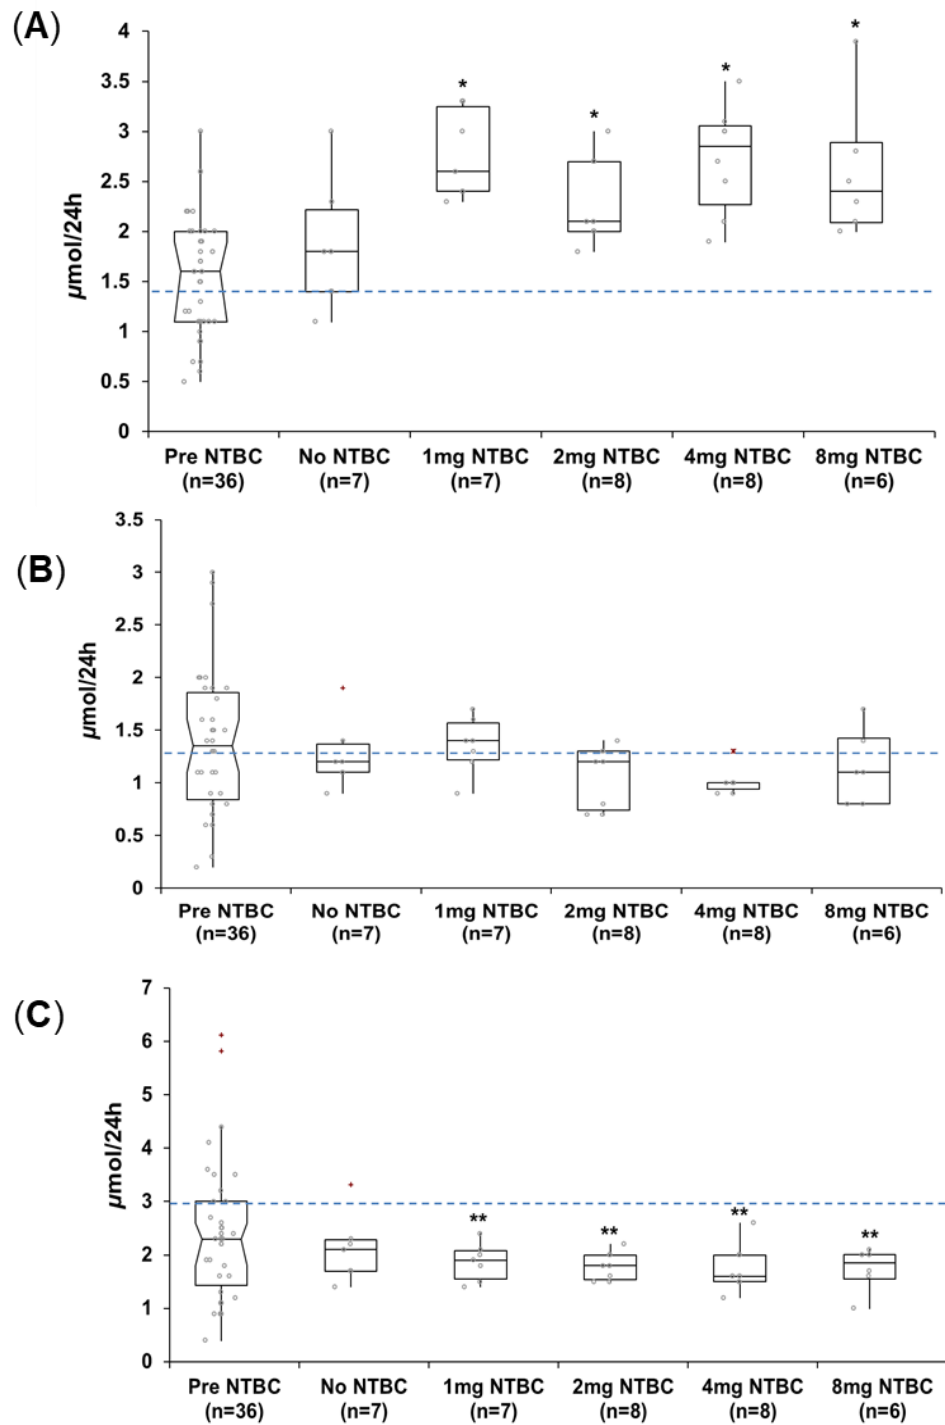 (A)
4
3.5
3
2.5
2
1.5
1
0.5
0
µmol/24h
*
*
*
*
Pre NTBC No NTBC 1mg NTBC 2mg NTBC 4mg NTBC 8mg NTBC
(n=36) (n=7) (n=7) (n=8) (n=8) (n=6)
(B)
3.5
3
2.5
2
1.5
1
0.5
0
µmol/24h
Pre NTBC No NTBC 1mg NTBC 2mg NTBC 4mg NTBC 8mg NTBC
(n=36) (n=7) (n=7) (n=8) (n=8) (n=6)
(C)
7
6
5
4
3
2
1
0
µmol/24h
**
**
**
**
Pre NTBC No NTBC 1mg NTBC 2mg NTBC 4mg NTBC 8mg NTBC
(n=36) (n=7) (n=7) (n=8) (n=8) (n=6)